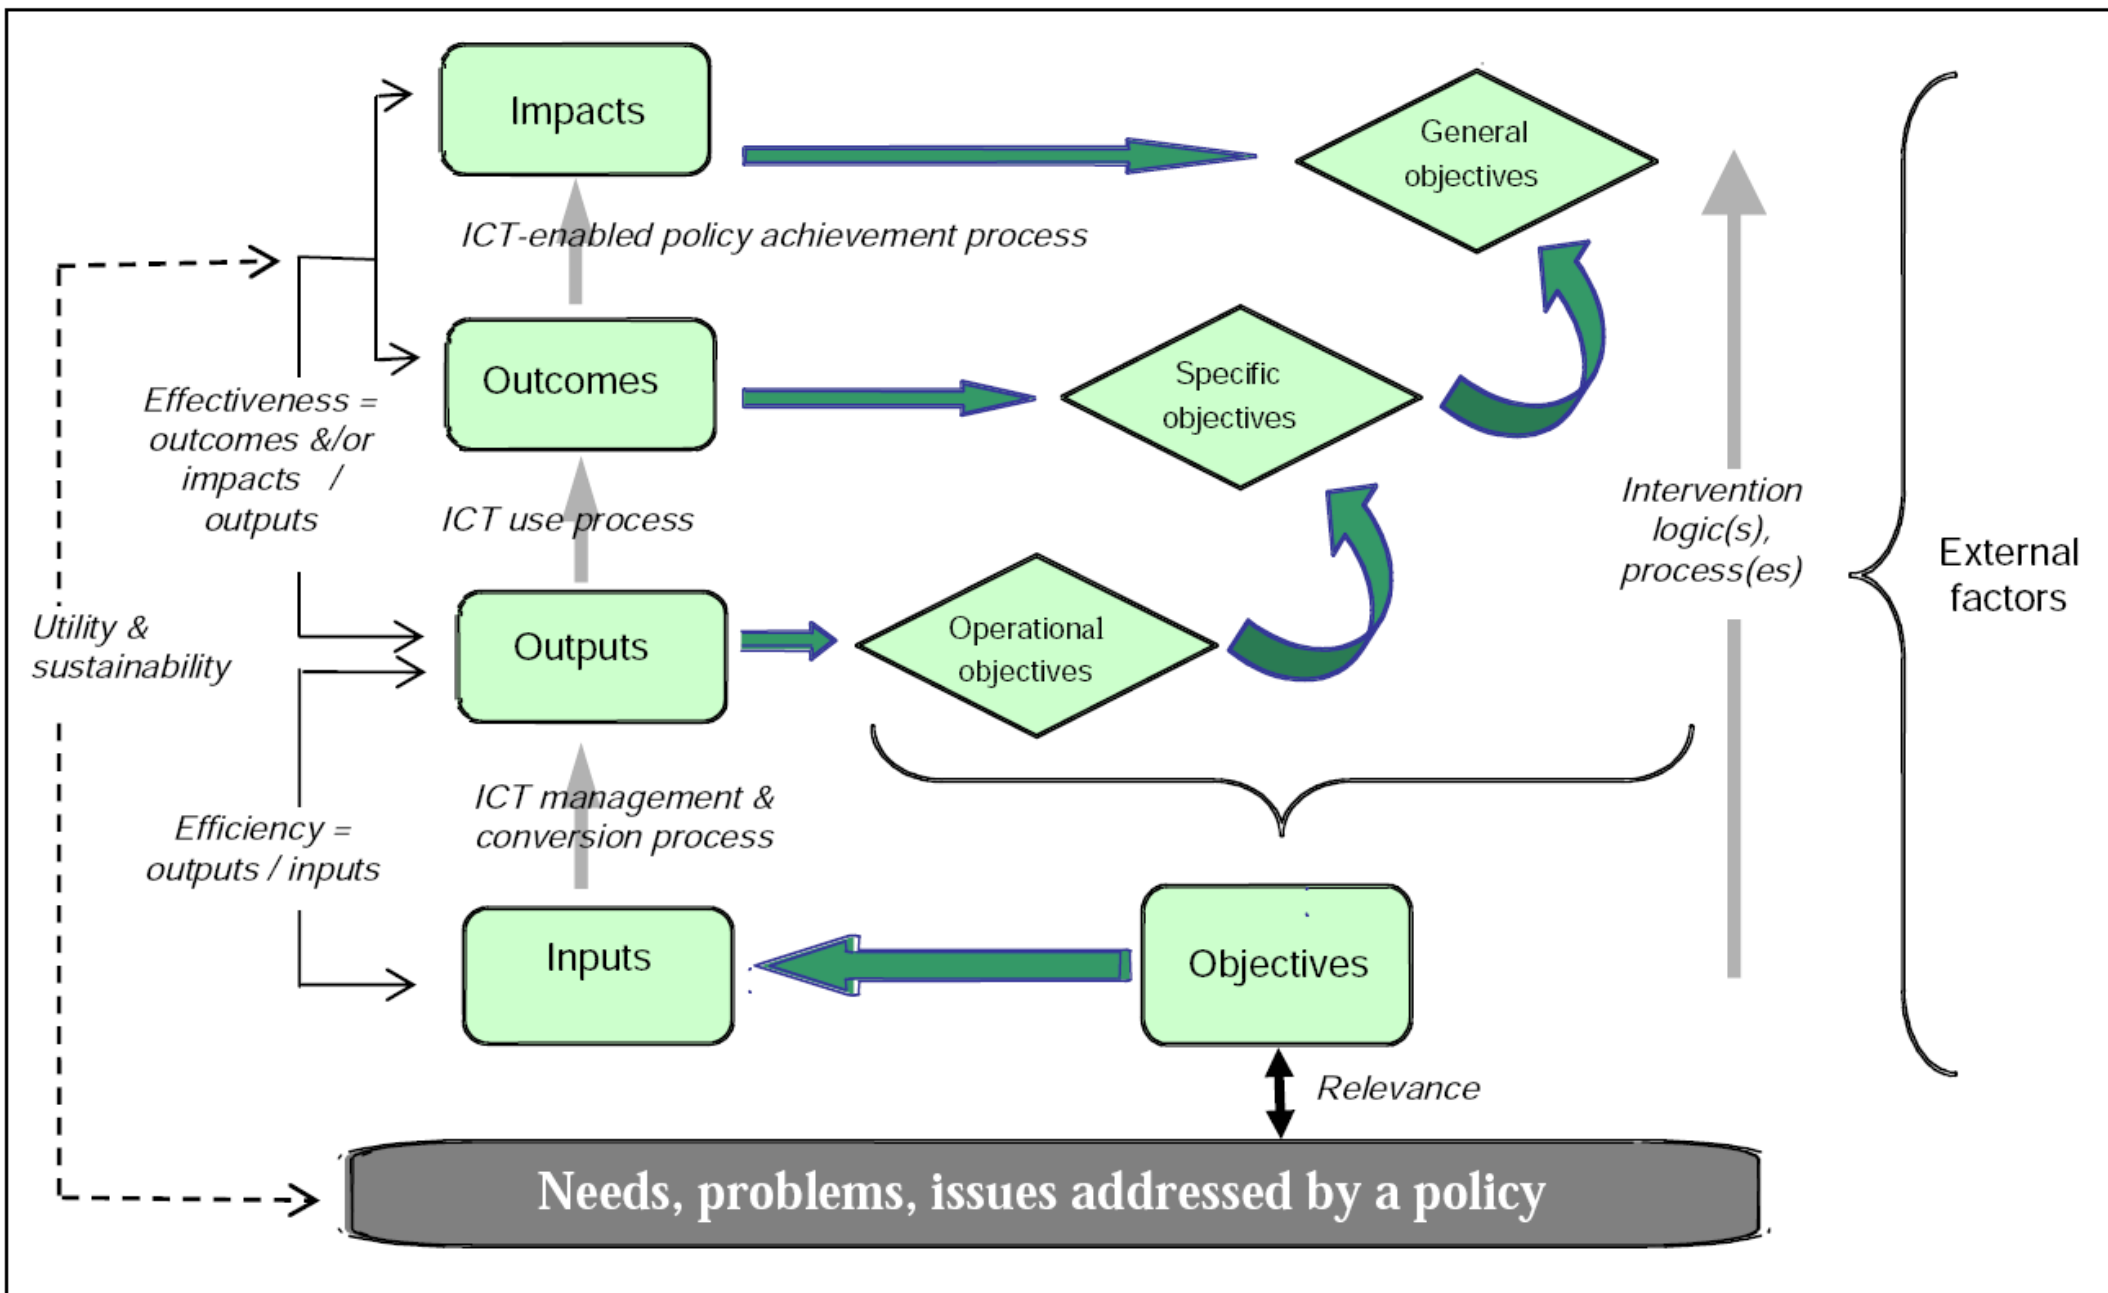 Impacts
General
objectives
ICT-enabled policy achievement process
Outcomes
Specific
objectives
Effectiveness =
outcomes &/or
impacts /
outputs
ICT use process
Intervention
logic(s),
process(es)
External
factors
Utility &
sustainability
Outputs
Operational
objectives
ICT management &
conversion process
Efficiency =
outputs / inputs
Inputs
Objectives
Relevance
Needs, problems, issues addressed by a policy